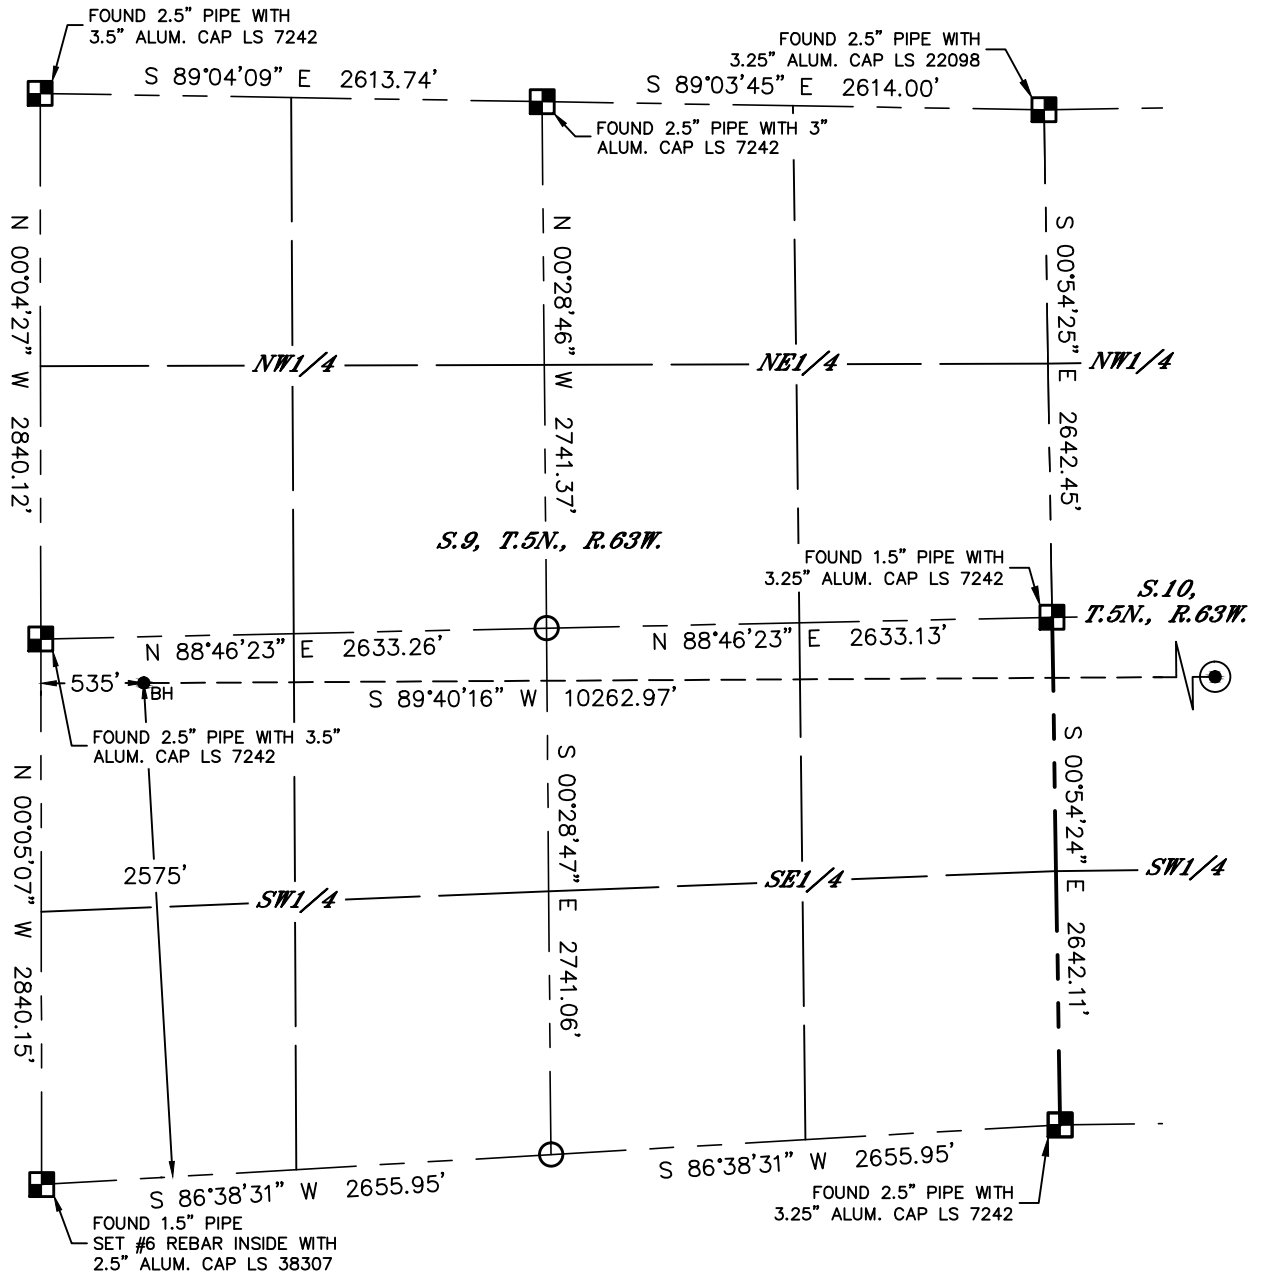 FOUND 2.5" PIPE WITH
3.5" ALUM. CAP LS 7242
FOUND 2.5" PIPE WITH
3.25" ALUM. CAP LS 22098
S 89°04'09" E 2613.74'
S 89°03'45" E 2614.00'
FOUND 2.5" PIPE WITH 3"
ALUM. CAP LS 7242
N 00°04'27" W 2840.12'
N 00°28'46" W 2741.37'
S 00°54'25" E 2642.45'
NW1/4
NE1/4
NW1/4
S.9, T.5N., R.63W.
FOUND 1.5" PIPE WITH
3.25" ALUM. CAP LS 7242
S.10,
T.5N., R.63W.
N 88°46'23" E 2633.26'
N 88°46'23" E 2633.13'
535'
BH
S 89°40'16" W 10262.97'
FOUND 2.5" PIPE WITH 3.5"
ALUM. CAP LS 7242
N 00°05'07" W 2840.15'
S 00°28'47" E 2741.06'
S 00°54'24" E 2642.11'
2575'
SW1/4
SE1/4
SW1/4
S 86°38'31" W 2655.95'
S 86°38'31" W 2655.95'
FOUND 1.5" PIPE
SET #6 REBAR INSIDE WITH
2.5" ALUM. CAP LS 38307
FOUND 2.5" PIPE WITH
3.25" ALUM. CAP LS 7242